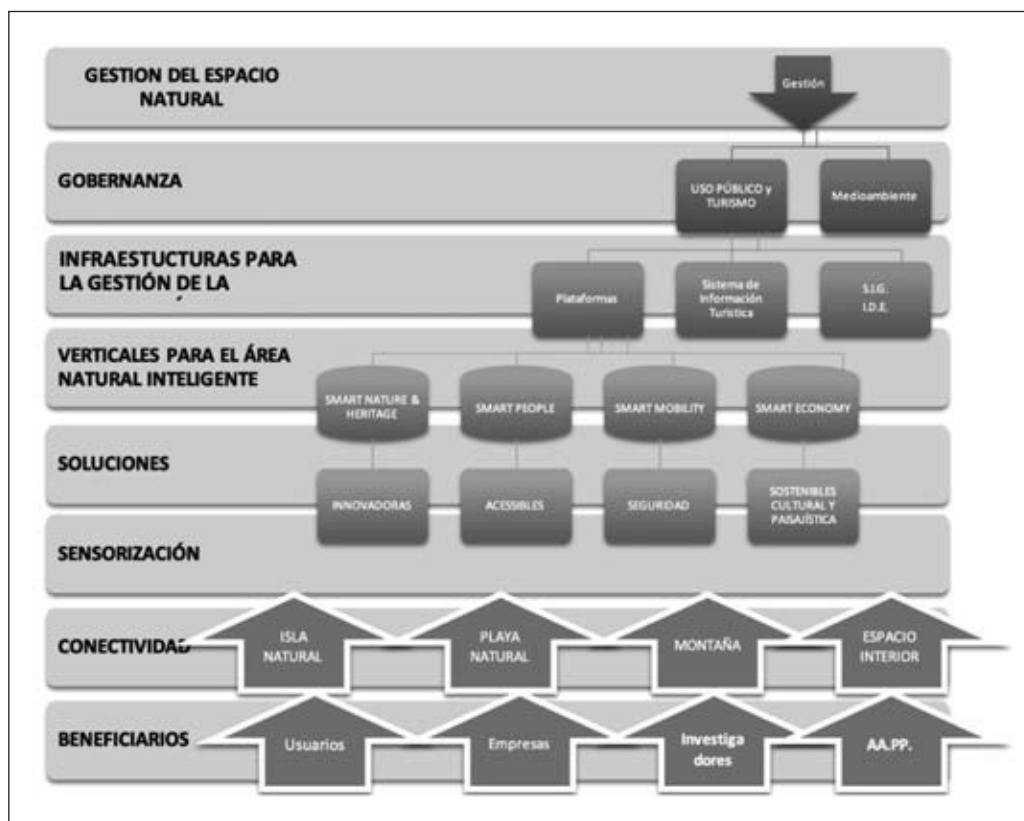 GESTION DEL ESPACIO
NATURAL
Gestión
GOBERNANZA
USO PÚBLICO y
TURISMO
Medioambiente
INFRAESTUCTURAS PARA
LA GESTIÓN DE LA
Plataformas
Sistema de
Información
Turística
S.I.G.
I.D.E.
VERTICALES PARA EL ÁREA
NATURAL INTELIGENTE
SMART NATURE &
HERITAGE
SMART PEOPLE
SMART MOBILITY
SMART ECONOMY
SOLUCIONES
INNOVADORAS
ACESSIBLES
SEGURIDAD
SOSTENIBLES
CULTURAL Y
PAISAJÍSTICA
SENSORIZACIÓN
CONECTIVIDAD
ISLA
NATURAL
PLAYA
NATURAL
MONTAÑA
ESPACIO
INTERIOR
BENEFICIARIOS
Usuarios
Empresas
Investiga
dores
AA.PP.